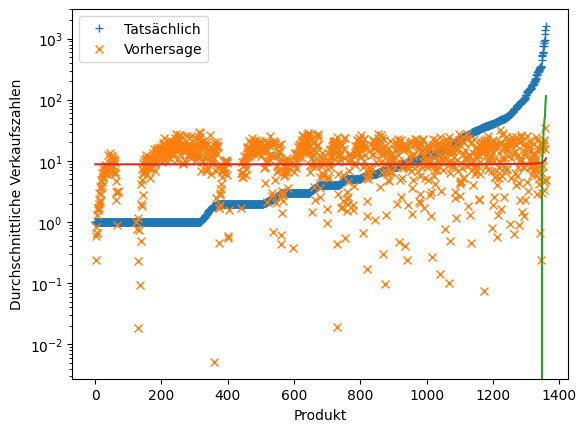 Tatsächlich
Vorhersage
Durchschnittliche Verkaufszahlen
10³
10²
10¹
10⁰
10⁻¹
10⁻²
0 200 400 600 800 1000 1200 1400
Produkt